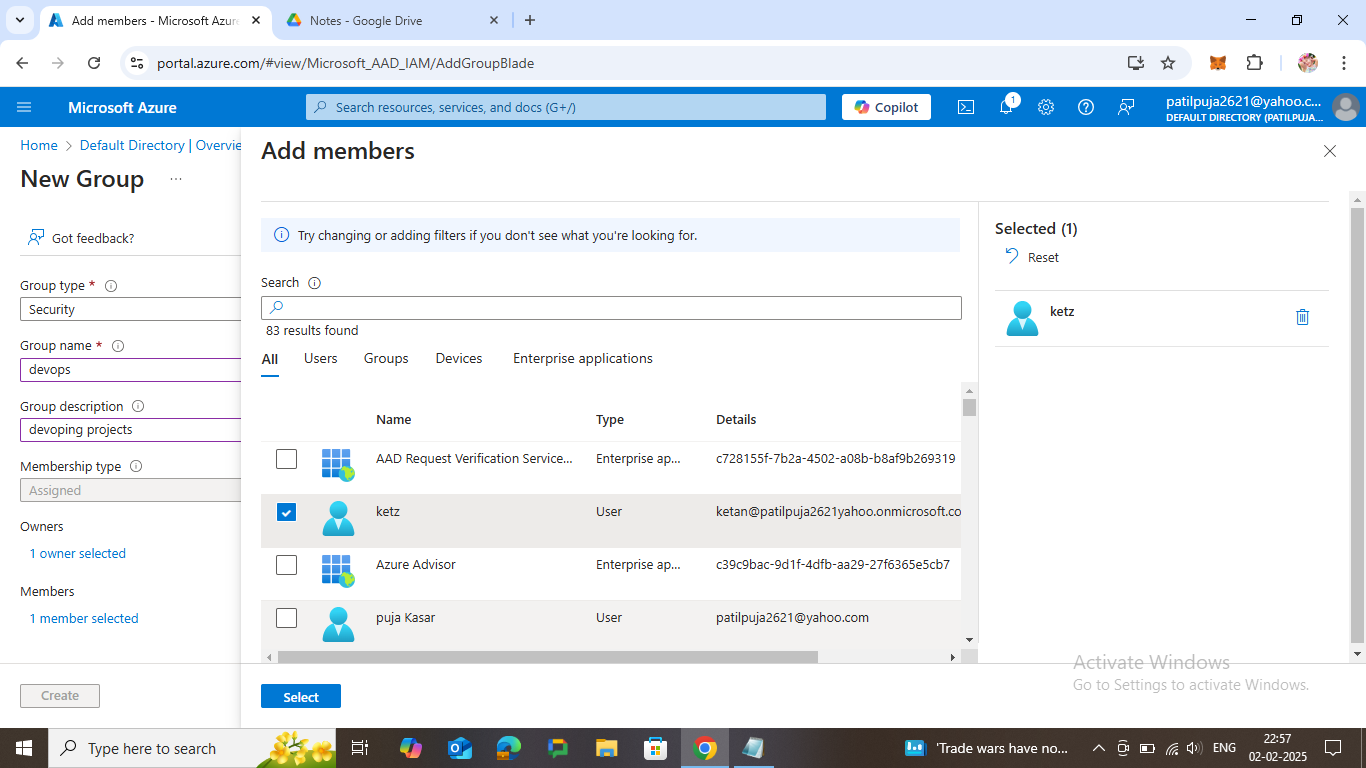 Add members - Microsoft Azure
Notes - Google Drive
portal.azure.com/#view/Microsoft_AAD_IAM/AddGroupBlade
Microsoft Azure
Search resources, services, and docs (G+/)
Copilot
1
patilpuja2621@yahoo.c...
DEFAULT DIRECTORY (PATILPUJA...
Home > Default Directory | Overvie
New Group ...
Got feedback?
Group type *
Security
Group name *
devops
Group description
devoping projects
Membership type
Assigned
Owners
1 owner selected
Members
1 member selected
Create
Add members
Try changing or adding filters if you don't see what you're looking for.
Search
83 results found
All Users Groups Devices Enterprise applications
Name Type Details
AAD Request Verification Service... Enterprise ap... c728155f-7b2a-4502-a08b-b8af9b269319
ketz User ketan@patilpuja2621yahoo.onmicrosoft.co
Azure Advisor Enterprise ap... c39c9bac-9d1f-4dfb-aa29-27f6365e5cb7
puja Kasar User patilpuja2621@yahoo.com
Select
Selected (1)
Reset
ketz
Activate Windows
Go to Settings to activate Windows.
Type here to search
'Trade wars have no...
ENG
22:57
02-02-2025